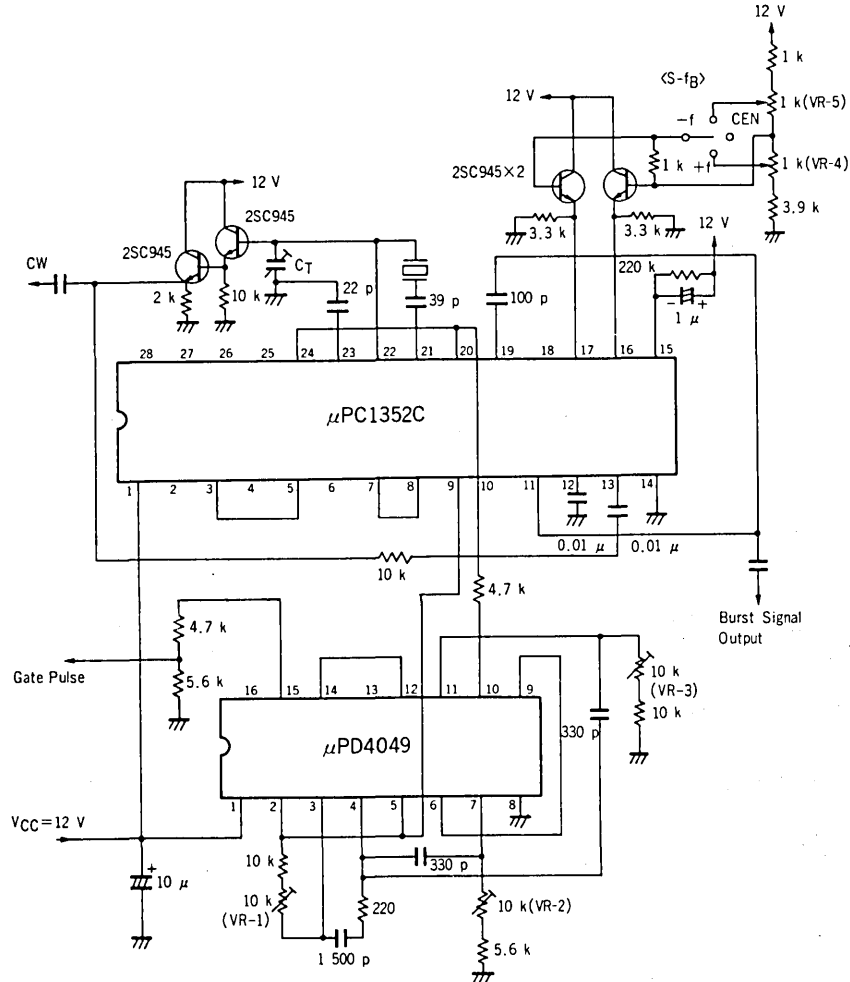 12 V
1 k
⟨S-fB⟩
12 V
-f
CEN
1 k(VR-5)
2SC945×2
1 k
+f
1 k(VR-4)
12 V
2SC945
3.3 k
3.3 k
3.9 k
12 V
CW
2SC945
CT
220 k
2 k
10 k
22 p
39 p
100 p
- +
1 μ
28 27 26 25 24 23 22 21 20 19 18 17 16 15
μPC1352C
1 2 3 4 5 6 7 8 9 10 11 12 13 14
0.01 μ
0.01 μ
10 k
4.7 k
Burst Signal
Output
4.7 k
Gate Pulse
5.6 k
16 15 14 13 12 11 10 9
10 k
(VR-3)
10 k
330 p
μPD4049
1 2 3 4 5 6 7 8
VCC=12 V
+
10 μ
10 k
10 k
(VR-1)
330 p
220
10 k(VR-2)
1 500 p
5.6 k